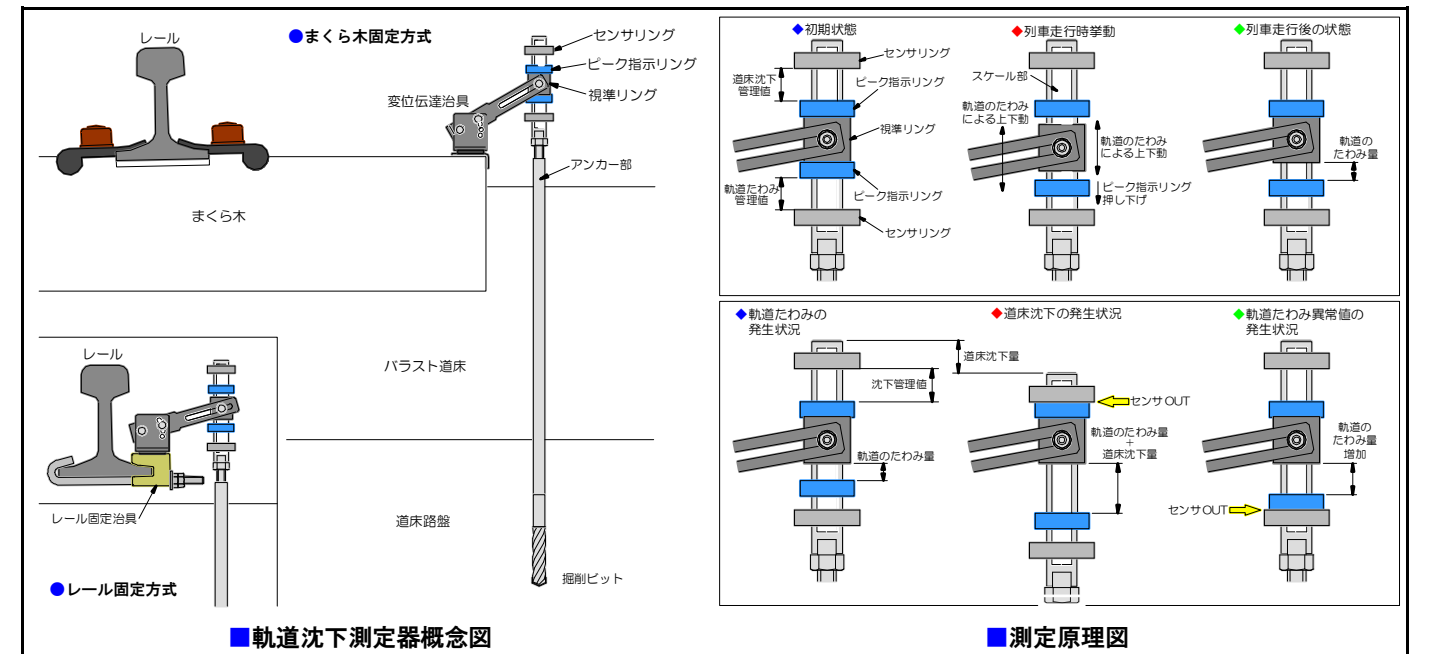 ●まくら木固定方式
レール
センサリング
ピーク指示リング
視準リング
変位伝達治具
アンカー部
まくら木
バラスト道床
道床路盤
掘削ビット
レール
レール固定治具
●レール固定方式
■軌道沈下測定器概念図
◆初期状態
センサリング
道床沈下
管理値
ピーク指示リング
視準リング
軌道たわみ
管理値
ピーク指示リング
センサリング
◆列車走行時挙動
スケール部
軌道のたわみ
による上下動
軌道のたわみ
による上下動
ピーク指示リング
押し下げ
◆列車走行後の状態
軌道の
たわみ量
◆軌道たわみの
発生状況
道床沈下量
沈下管理値
軌道のたわみ量
◆道床沈下の発生状況
センサOUT
軌道のたわみ量
+
道床沈下量
◆軌道たわみ異常値の
発生状況
軌道の
たわみ量
増加
センサOUT
■測定原理図